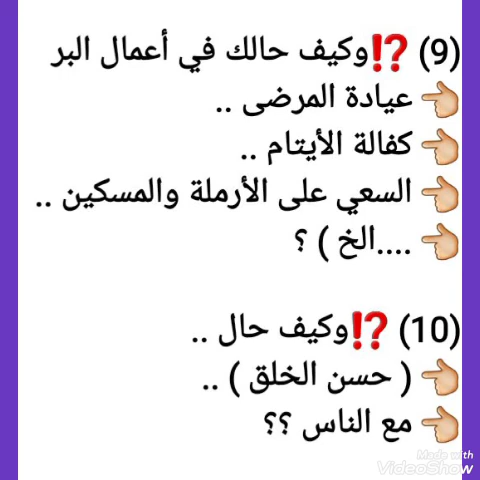 (9) ⁉️وكيف حالك في أعمال البر
👈 عيادة المرضى ..
👈 كفالة الأيتام ..
👈 السعي على الأرملة والمسكين ..
👈 ....الخ ) ؟
(10) ⁉️وكيف حال ..
👈 ( حسن الخلق ) ..
👈 مع الناس ؟؟
Made with
VideoShow